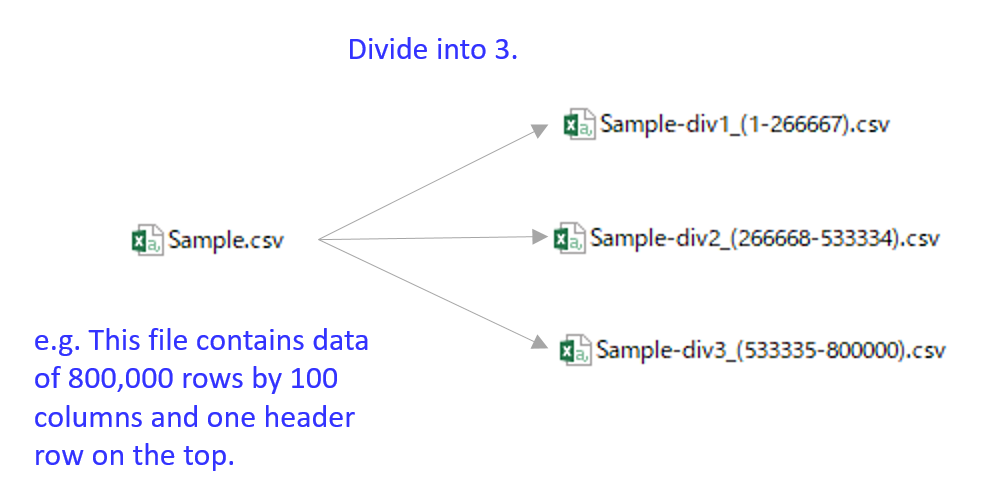 Divide into 3.
Sample-div1_(1-266667).csv
Sample.csv
Sample-div2_(266668-533334).csv
Sample-div3_(533335-800000).csv
e.g. This file contains data
of 800,000 rows by 100
columns and one header
row on the top.